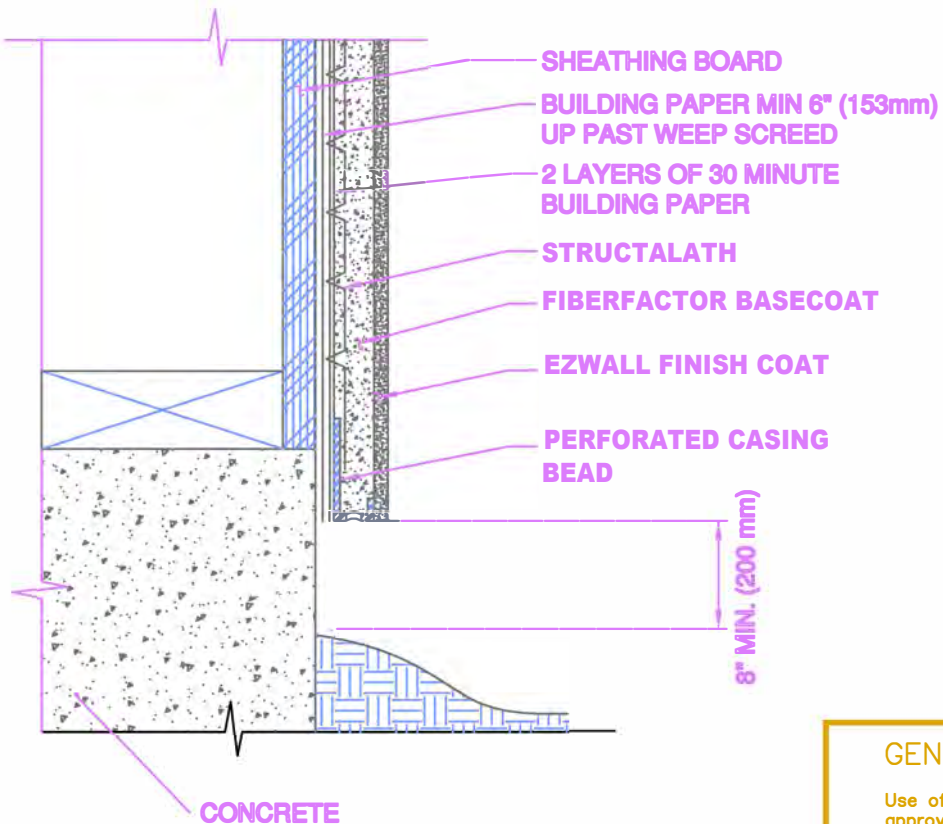 SHEATHING BOARD
BUILDING PAPER MIN 6" (153mm)
UP PAST WEEP SCREED
2 LAYERS OF 30 MINUTE
BUILDING PAPER
STRUCTALATH
FIBERFACTOR BASECOAT
EZWALL FINISH COAT
PERFORATED CASING
BEAD
8" MIN. (200 mm)
CONCRETE
GEN
Use of
approv